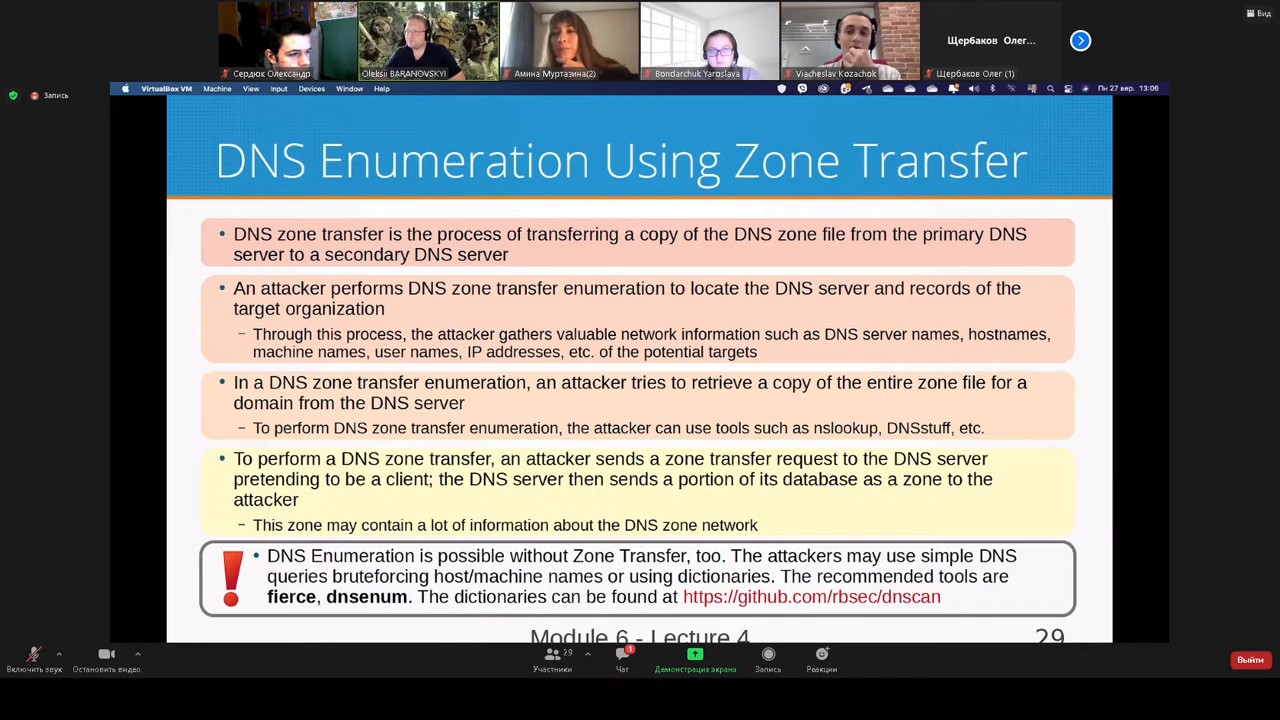 Вид
Сердюк Олександр
Oleksii BARANOVSKYI
Амина Муртазина(2)
Bondarchuk Yaroslava
Viacheslav Kozachok
Щербаков Олег...
Щербаков Олег (1)
Запись
VirtualBox VM Machine View Input Devices Window Help
Пн 27 вер. 13:06
DNS Enumeration Using Zone Transfer
• DNS zone transfer is the process of transferring a copy of the DNS zone file from the primary DNS
server to a secondary DNS server
• An attacker performs DNS zone transfer enumeration to locate the DNS server and records of the
target organization
– Through this process, the attacker gathers valuable network information such as DNS server names, hostnames,
machine names, user names, IP addresses, etc. of the potential targets
• In a DNS zone transfer enumeration, an attacker tries to retrieve a copy of the entire zone file for a
domain from the DNS server
– To perform DNS zone transfer enumeration, the attacker can use tools such as nslookup, DNSstuff, etc.
• To perform a DNS zone transfer, an attacker sends a zone transfer request to the DNS server
pretending to be a client; the DNS server then sends a portion of its database as a zone to the
attacker
– This zone may contain a lot of information about the DNS zone network
• DNS Enumeration is possible without Zone Transfer, too. The attackers may use simple DNS
queries bruteforcing host/machine names or using dictionaries. The recommended tools are
fierce, dnsenum. The dictionaries can be found at https://github.com/rbsec/dnscan
Module 6 - Lecture 4
29
Включить звук
Остановить видео
29
Участники
1
Чат
Демонстрация экрана
Запись
Реакции
Выйти